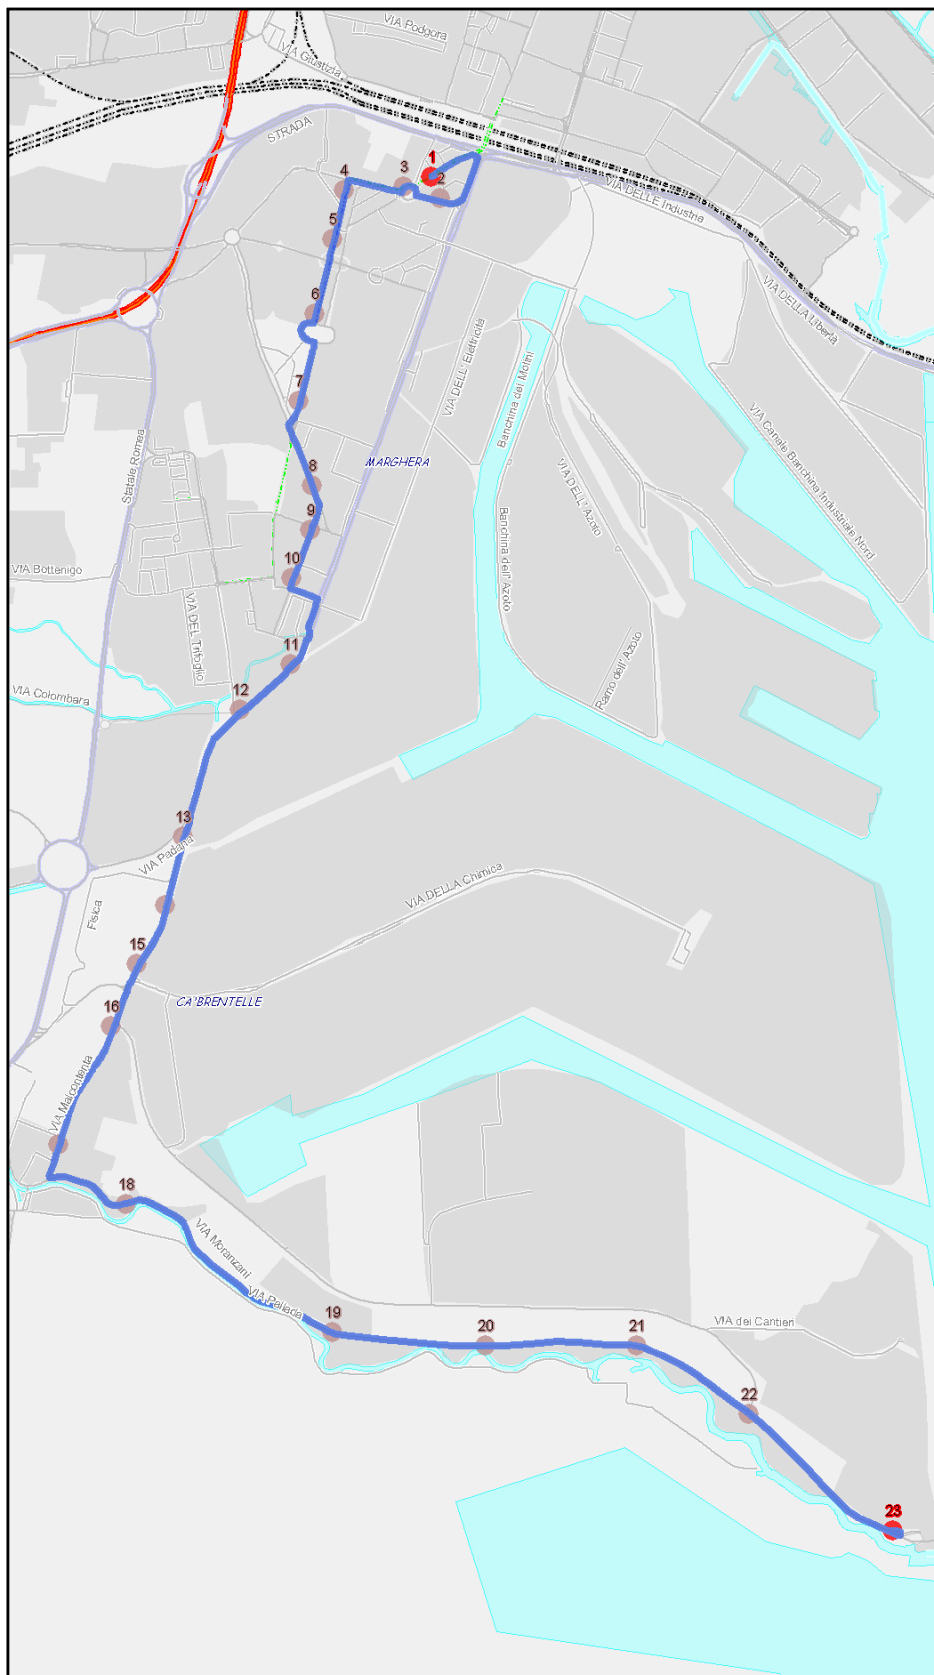 VIA Podgora
VIA Giustizia
STRADA
1
3
2
4
VIA DELLE Industrie
5
6
VIA DELLA Libertà
VIA DELL' Elettricità
Banchina dei Molini
7
VIA Canale Banchina Industriale Nord
Statale Romea
MARGHERA
8
VIA DELL' Azoto
9
Banchina dell' Azoto
VIA Bottenigo
10
VIA DEL Trifoglio
11
Ramo dell' Azoto
VIA Colombara
12
13
VIA Padana
VIA DELLA Chimica
Fisica
15
CA'BRENTELLE
16
VIA Malcontenta
18
VIA Moranzani
VIA Pallada
19
20
21
VIA dei Cantieri
22
23